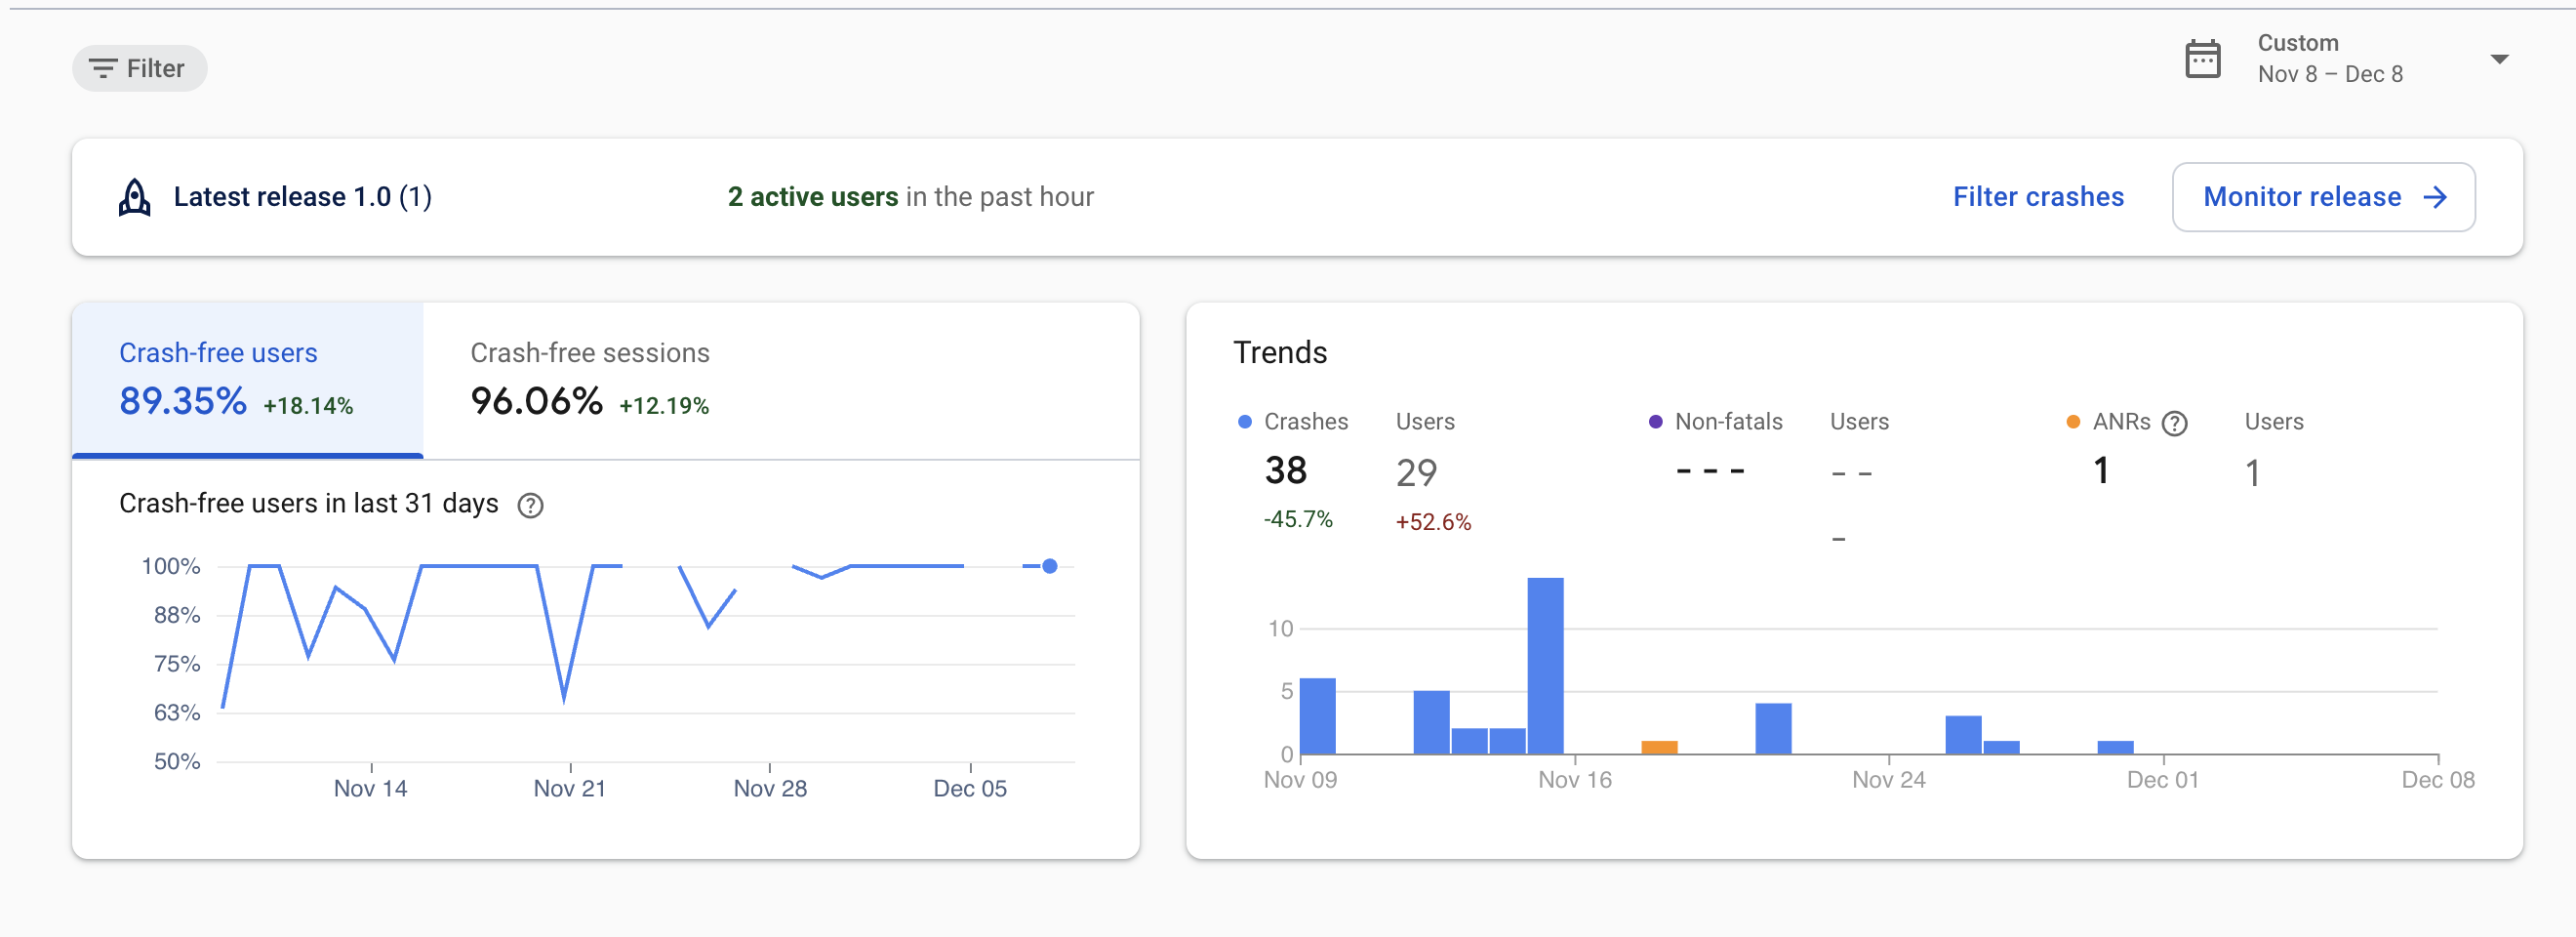 Filter
Custom
Nov 8 – Dec 8
Latest release 1.0 (1)
2 active users in the past hour
Filter crashes
Monitor release
Crash-free users
89.35% +18.14%
Crash-free sessions
96.06% +12.19%
Crash-free users in last 31 days
100%
88%
75%
63%
50%
Nov 14 Nov 21 Nov 28 Dec 05
Trends
Crashes Users Non-fatals Users ANRs Users
38 29 --- -- 1 1
-45.7% +52.6% -
10
5
0
Nov 09 Nov 16 Nov 24 Dec 01 Dec 08